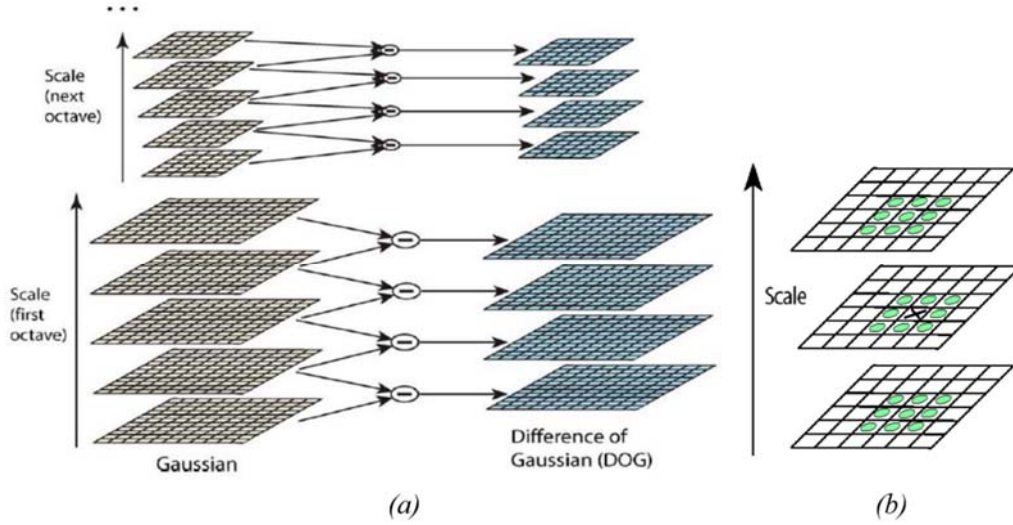 ...
Scale
(next
octave)
Scale
(first
octave)
Gaussian
Difference of
Gaussian (DOG)
(a)
Scale
(b)